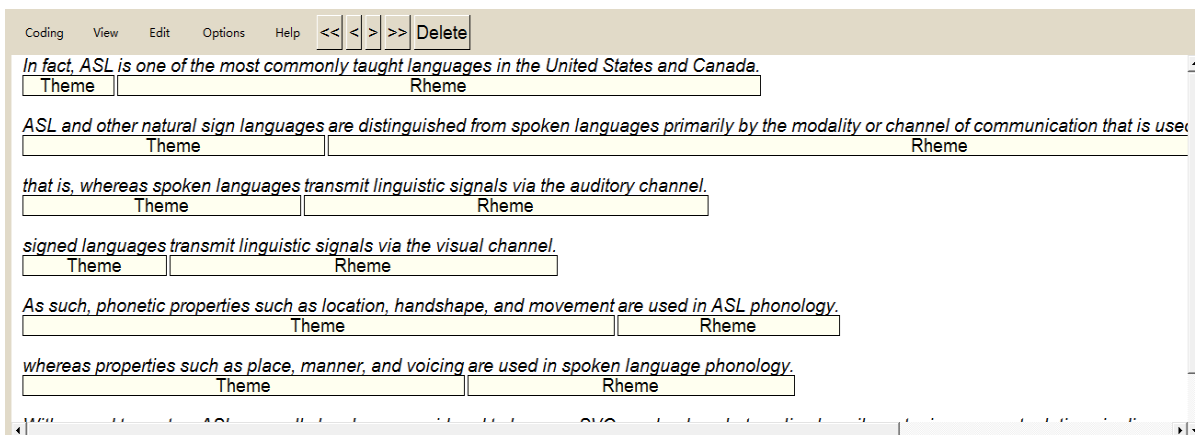 Coding View Edit Options Help << < > >> Delete
In fact, ASL is one of the most commonly taught languages in the United States and Canada.
Theme Rheme
ASL and other natural sign languages are distinguished from spoken languages primarily by the modality or channel of communication that is used
Theme Rheme
that is, whereas spoken languages transmit linguistic signals via the auditory channel.
Theme Rheme
signed languages transmit linguistic signals via the visual channel.
Theme Rheme
As such, phonetic properties such as location, handshape, and movement are used in ASL phonology.
Theme Rheme
whereas properties such as place, manner, and voicing are used in spoken language phonology.
Theme Rheme